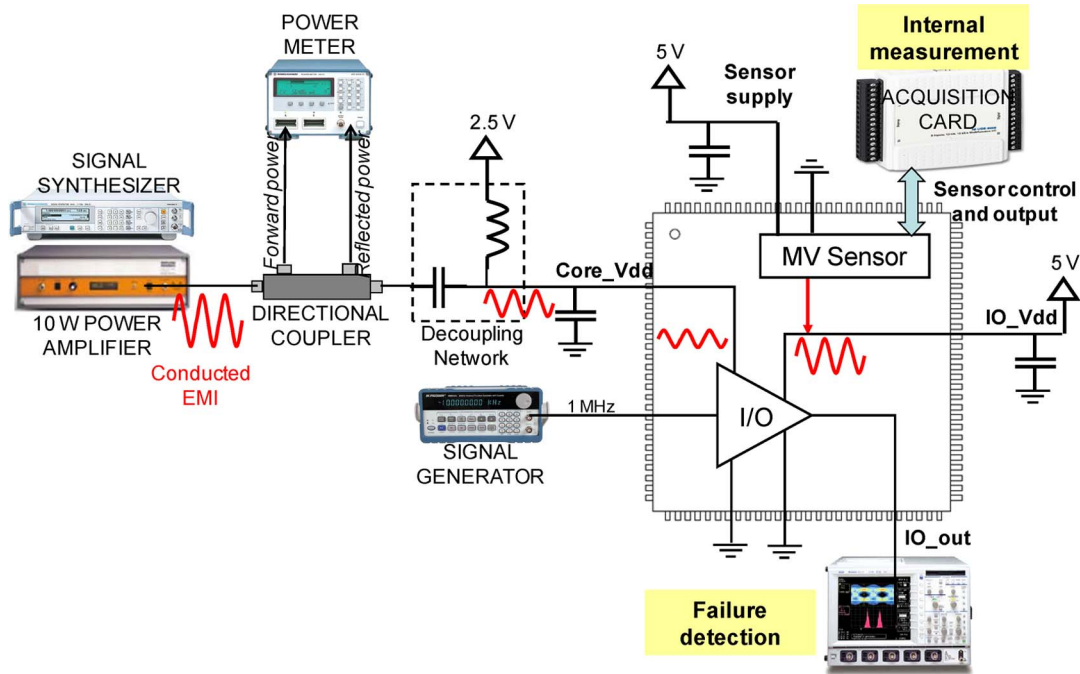 POWER
METER
Internal
measurement
5 V
Sensor
supply
ACQUISITION
CARD
2.5 V
SIGNAL
SYNTHESIZER
Forward power
Reflected power
Sensor control
and output
MV Sensor
Core_Vdd
5 V
IO_Vdd
10 W POWER
AMPLIFIER
DIRECTIONAL
COUPLER
Decoupling
Network
Conducted
EMI
1 MHz
I/O
SIGNAL
GENERATOR
IO_out
Failure
detection